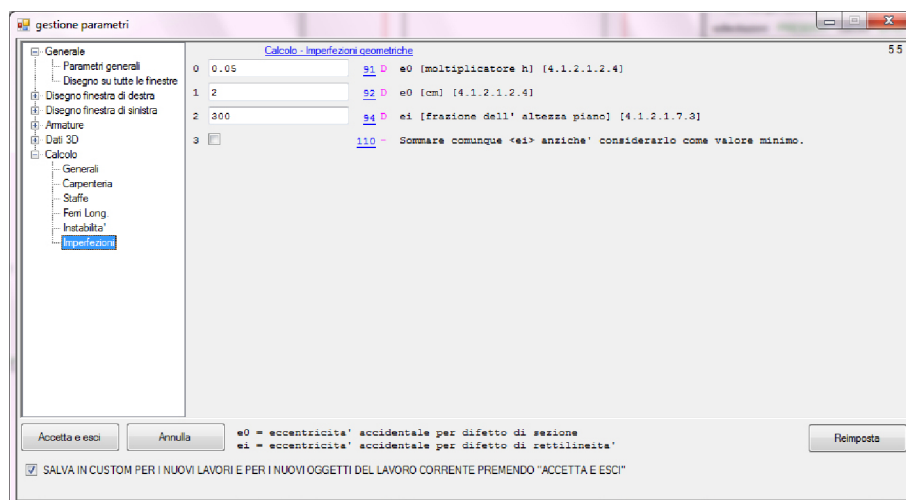 gestione parametri
Generale
Parametri generali
Disegno su tutte le finestre
Disegno finestra di destra
Disegno finestra di sinistra
Armature
Dati 3D
Calcolo
Generali
Carpenteria
Staffe
Ferri Long.
Instabilita'
Imperfezioni
Calcolo - Imperfezioni geometriche
55
0 0.05 91 D e0 [moltiplicatore h] [4.1.2.1.2.4]
1 2 92 D e0 [cm] [4.1.2.1.2.4]
2 300 94 D ei [frazione dell' altezza piano] [4.1.2.1.7.3]
3 110 - Sommare comunque <ei> anziche' considerarlo come valore minimo.
Accetta e esci
Annulla
e0 = eccentricita' accidentale per difetto di sezione
ei = eccentricita' accidentale per difetto di rettilineita'
Reimposta
SALVA IN CUSTOM PER I NUOVI LAVORI E PER I NUOVI OGGETTI DEL LAVORO CORRENTE PREMENDO "ACCETTA E ESCI"